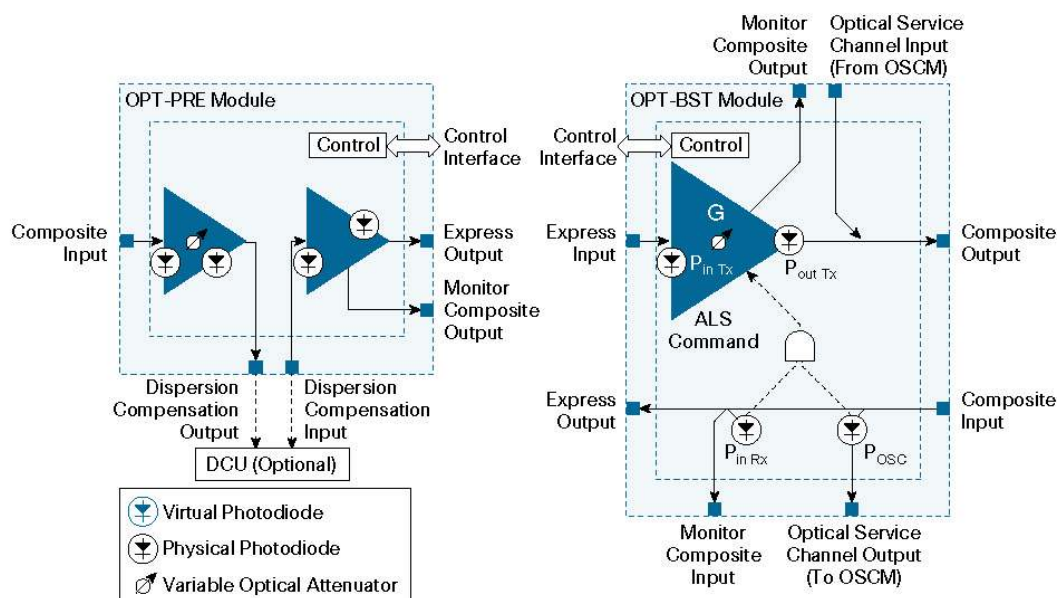 OPT-PRE Module
Control
Control
Interface
Composite
Input
Express
Output
Monitor
Composite
Output
Dispersion
Compensation
Output
Dispersion
Compensation
Input
DCU (Optional)
Virtual Photodiode
Physical Photodiode
Variable Optical Attenuator
Monitor
Composite
Output
Optical Service
Channel Input
(From OSCM)
OPT-BST Module
Control
Interface
Control
Express
Input
G
P in Tx
P out Tx
Composite
Output
ALS
Command
Express
Output
Composite
Input
P in Rx
P OSC
Monitor
Composite
Input
Optical Service
Channel Output
(To OSCM)